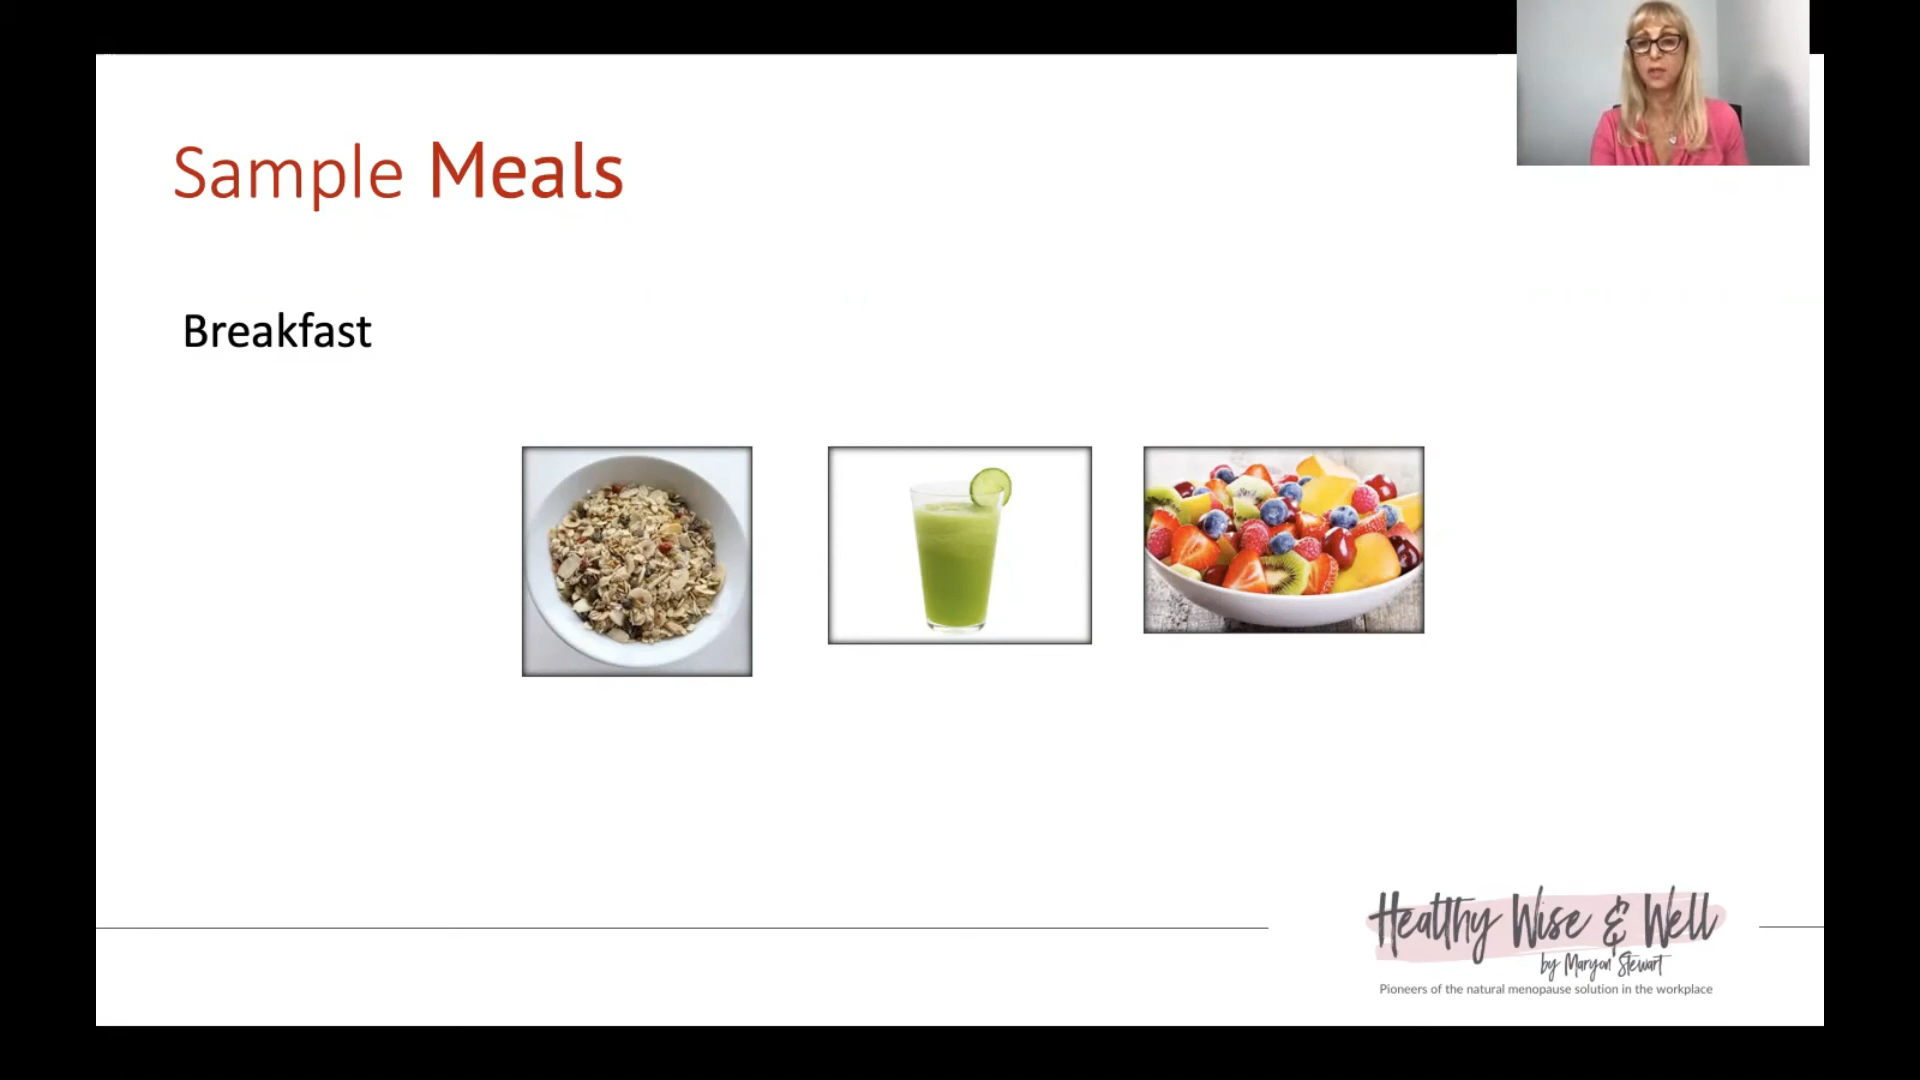 Sample Meals
Breakfast
Healthy Wise & Well
by Maryon Stewart
Pioneers of the natural menopause solution in the workplace